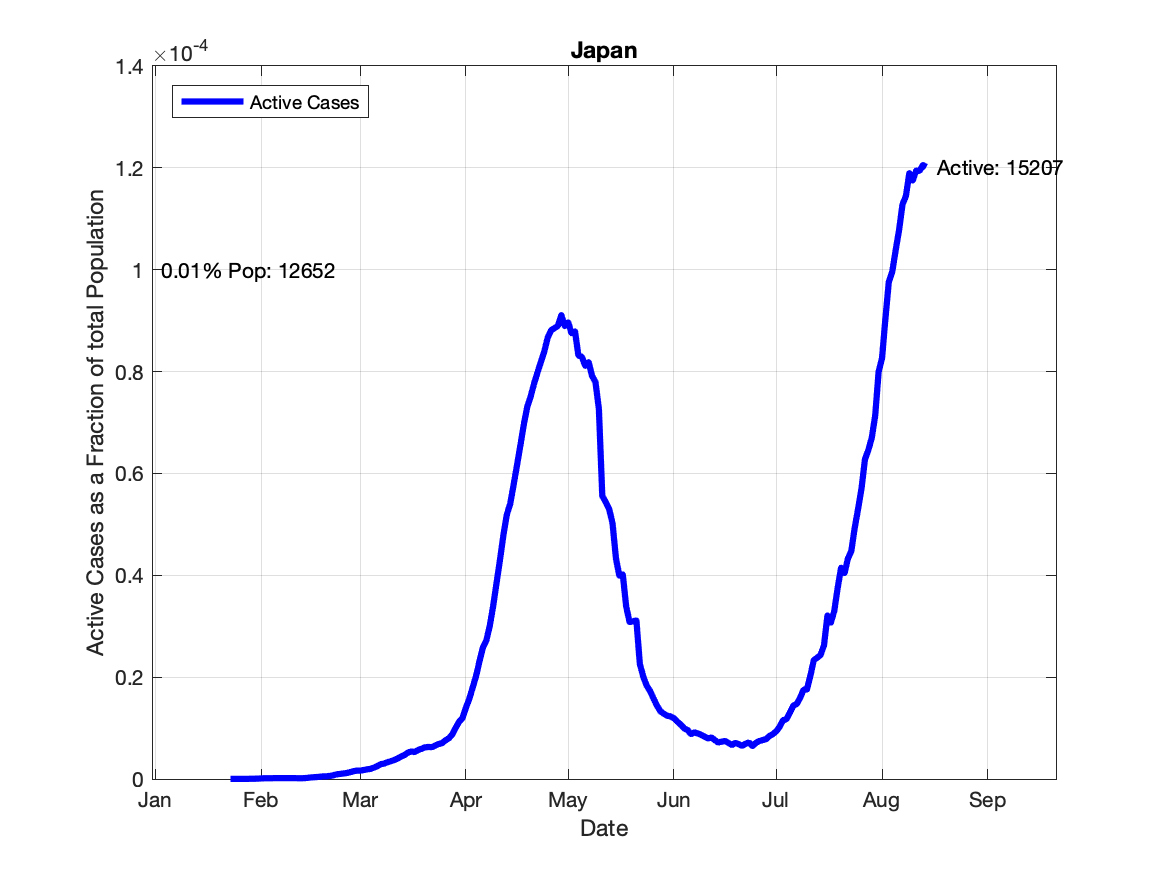 Japan
×10-4
1.4
1.2
1
0.8
0.6
0.4
0.2
0
Active Cases
Active: 15207
0.01% Pop: 12652
Active Cases as a Fraction of total Population
Jan Feb Mar Apr May Jun Jul Aug Sep
Date